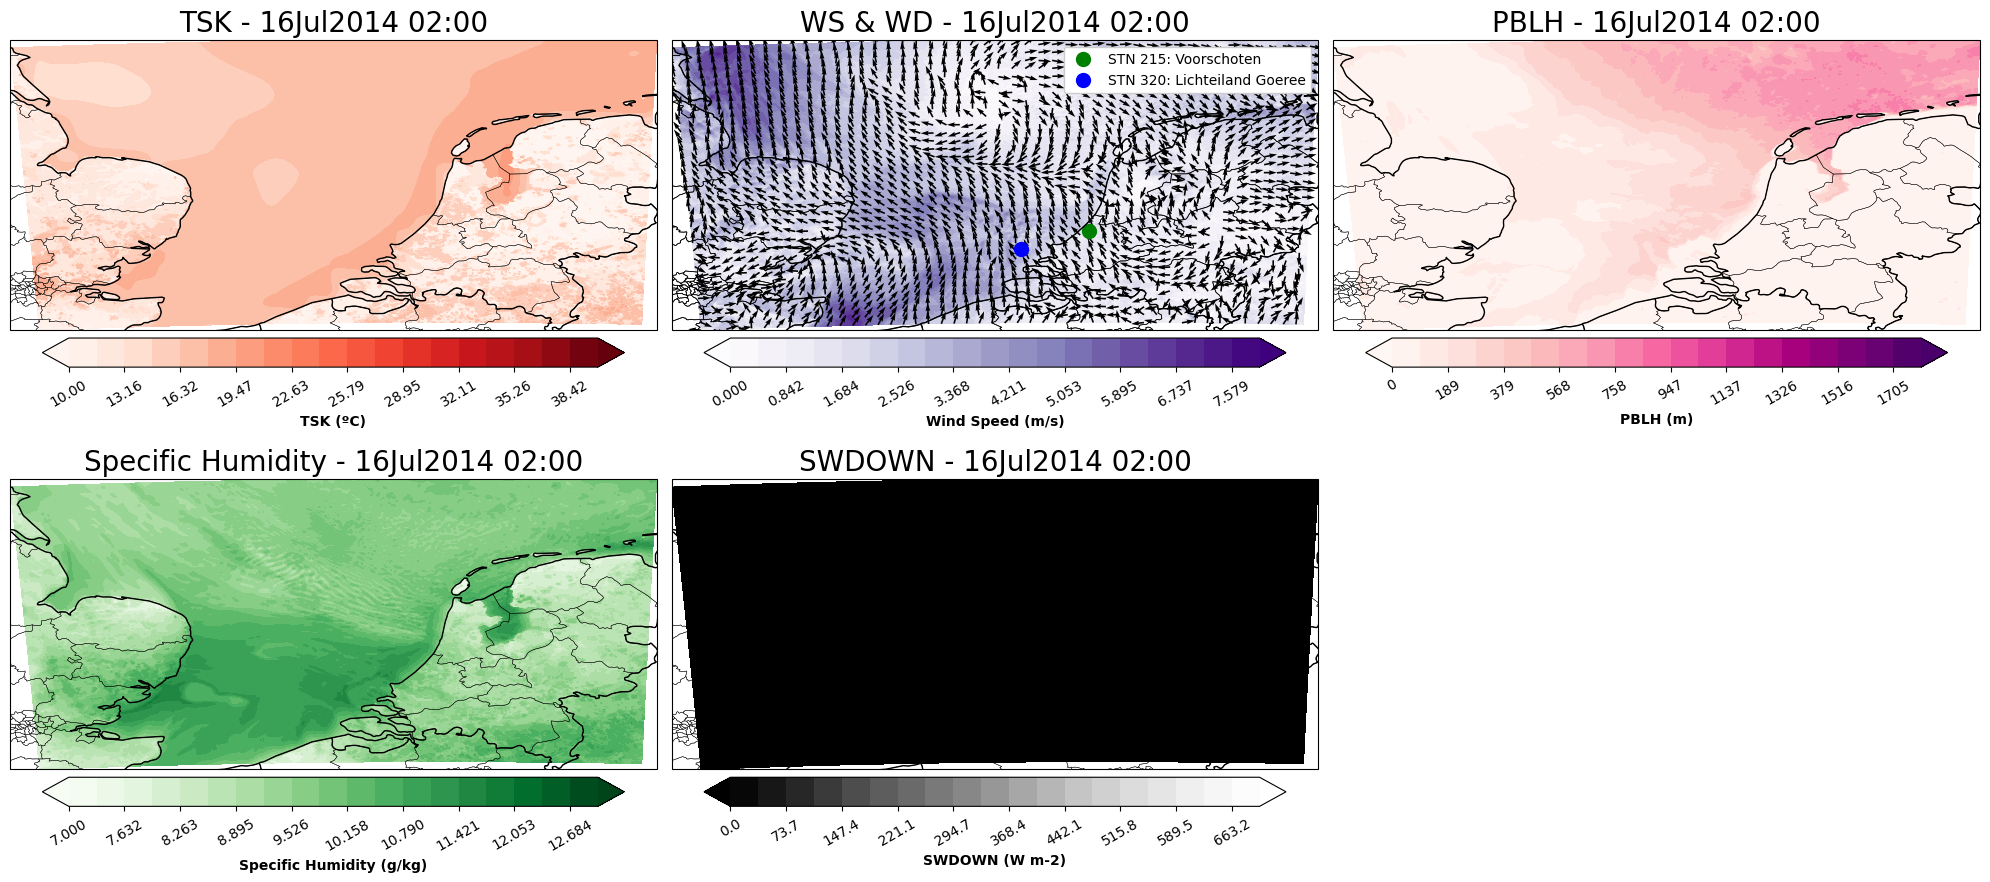 TSK - 16Jul2014 02:00
WS & WD - 16Jul2014 02:00
PBLH - 16Jul2014 02:00
STN 215: Voorschoten
STN 320: Lichteiland Goeree
10.00 13.16 16.32 19.47 22.63 25.79 28.95 32.11 35.26 38.42
TSK (ºC)
0.000 0.842 1.684 2.526 3.368 4.211 5.053 5.895 6.737 7.579
Wind Speed (m/s)
0 189 379 568 758 947 1137 1326 1516 1705
PBLH (m)
Specific Humidity - 16Jul2014 02:00
SWDOWN - 16Jul2014 02:00
7.000 7.632 8.263 8.895 9.526 10.158 10.790 11.421 12.053 12.684
Specific Humidity (g/kg)
0.0 73.7 147.4 221.1 294.7 368.4 442.1 515.8 589.5 663.2
SWDOWN (W m-2)